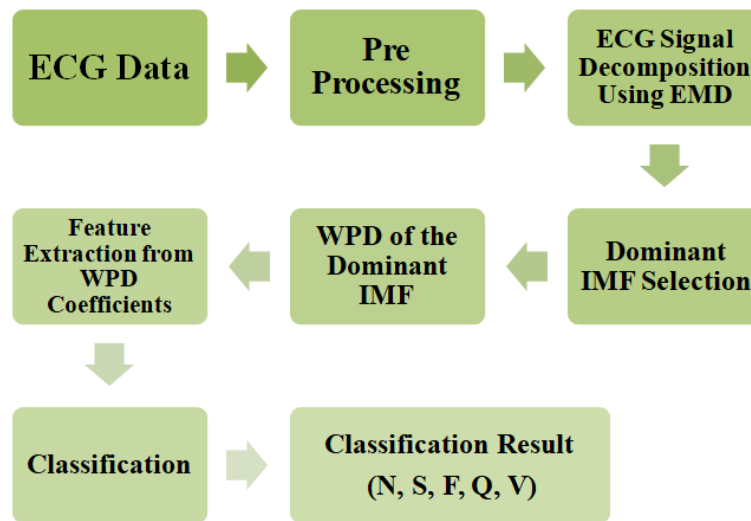 ECG Data
Pre
Processing
ECG Signal
Decomposition
Using EMD
Dominant
IMF Selection
WPD of the
Dominant
IMF
Feature
Extraction from
WPD
Coefficients
Classification
Classification Result
(N, S, F, Q, V)